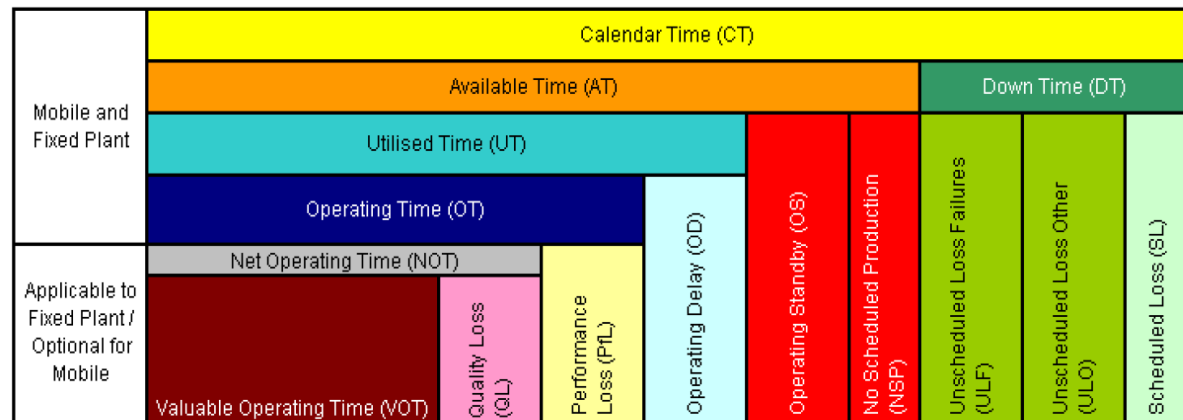 Calendar Time (CT)
Mobile and
Fixed Plant
Available Time (AT)
Down Time (DT)
Utilised Time (UT)
Operating Time (OT)
Operating Delay (OD)
Operating Standby (OS)
No Scheduled Production
(NSP)
Unscheduled Loss Failures
(ULF)
Unscheduled Loss Other
(ULO)
Scheduled Loss (SL)
Applicable to
Fixed Plant /
Optional for
Mobile
Net Operating Time (NOT)
Valuable Operating Time (VOT)
Quality Loss
(QL)
Performance
Loss (PfL)